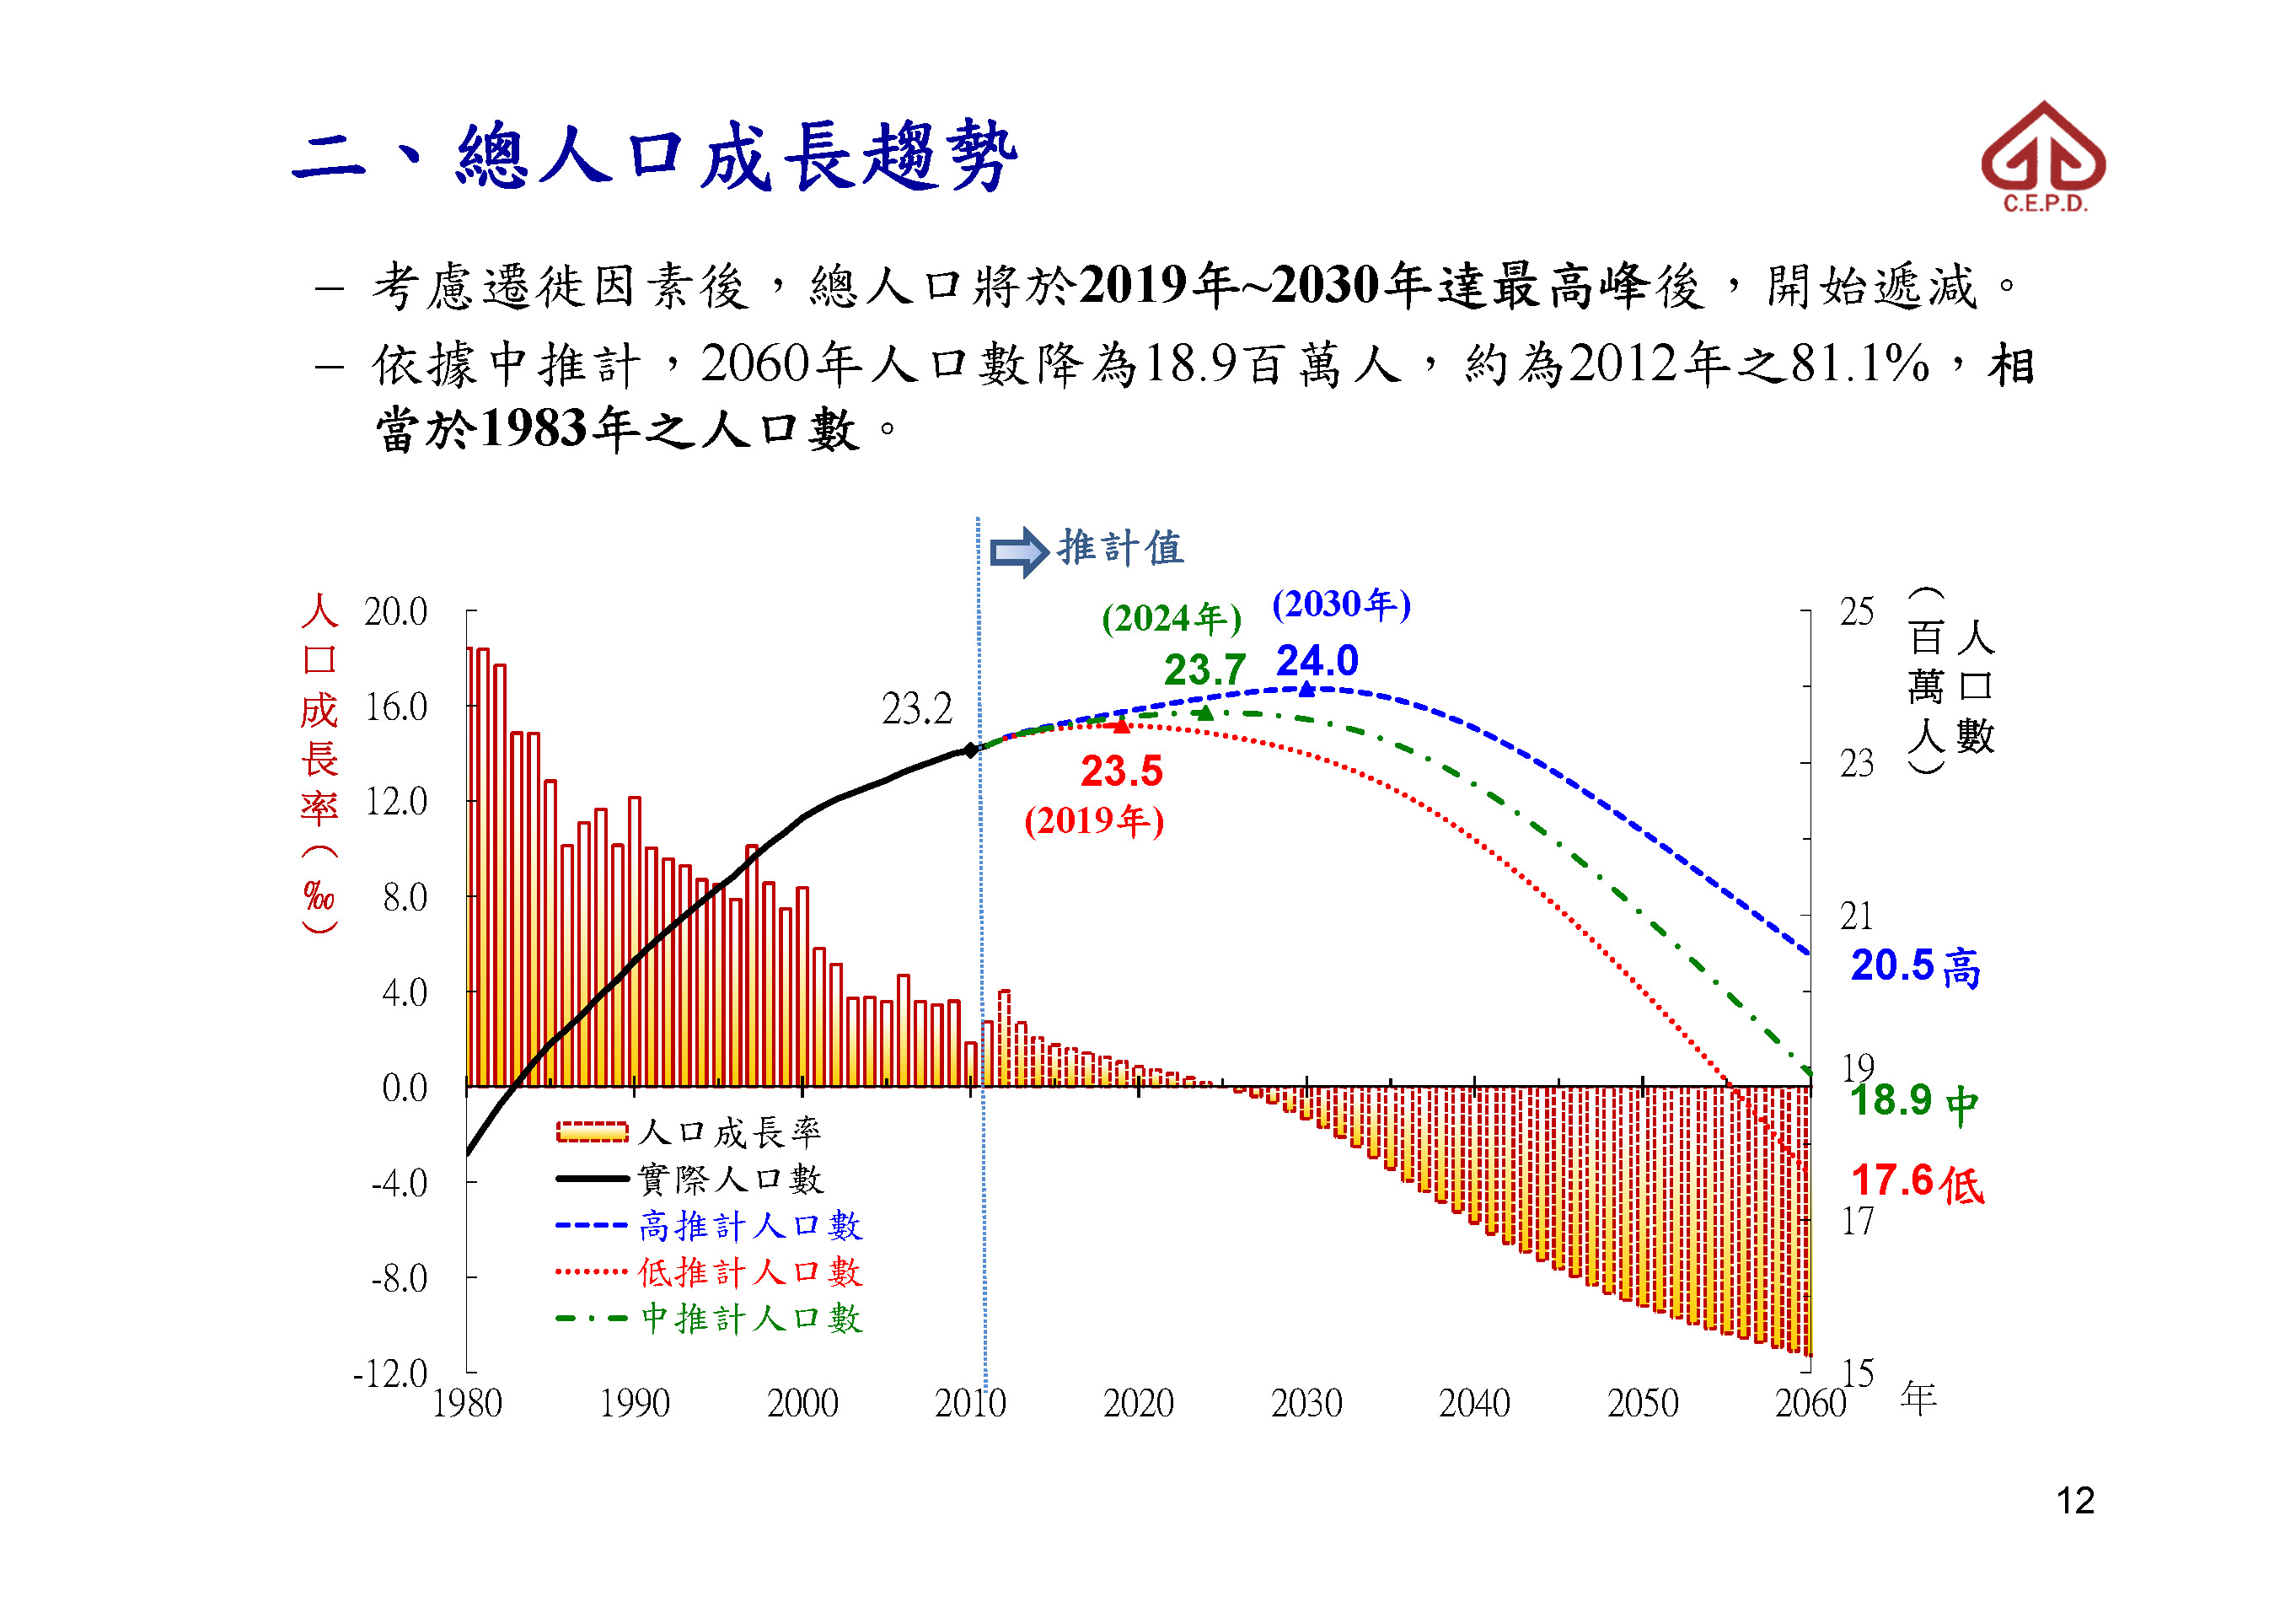 二、總人口成長趨勢
C.E.P.D.
– 考慮遷徙因素後，總人口將於2019年~2030年達最高峰後，開始遞減。
– 依據中推計，2060年人口數降為18.9百萬人，約為2012年之81.1%，相
當於1983年之人口數。
推計值
人口成長率（‰）
人口數
（百萬人）
20.0
16.0
12.0
8.0
4.0
0.0
-4.0
-8.0
-12.0
25
23
21
19
17
15
(2024年)
23.7
(2030年)
24.0
23.2
23.5
(2019年)
20.5高
18.9中
17.6低
人口成長率
實際人口數
高推計人口數
低推計人口數
中推計人口數
1980 1990 2000 2010 2020 2030 2040 2050 2060 年
12